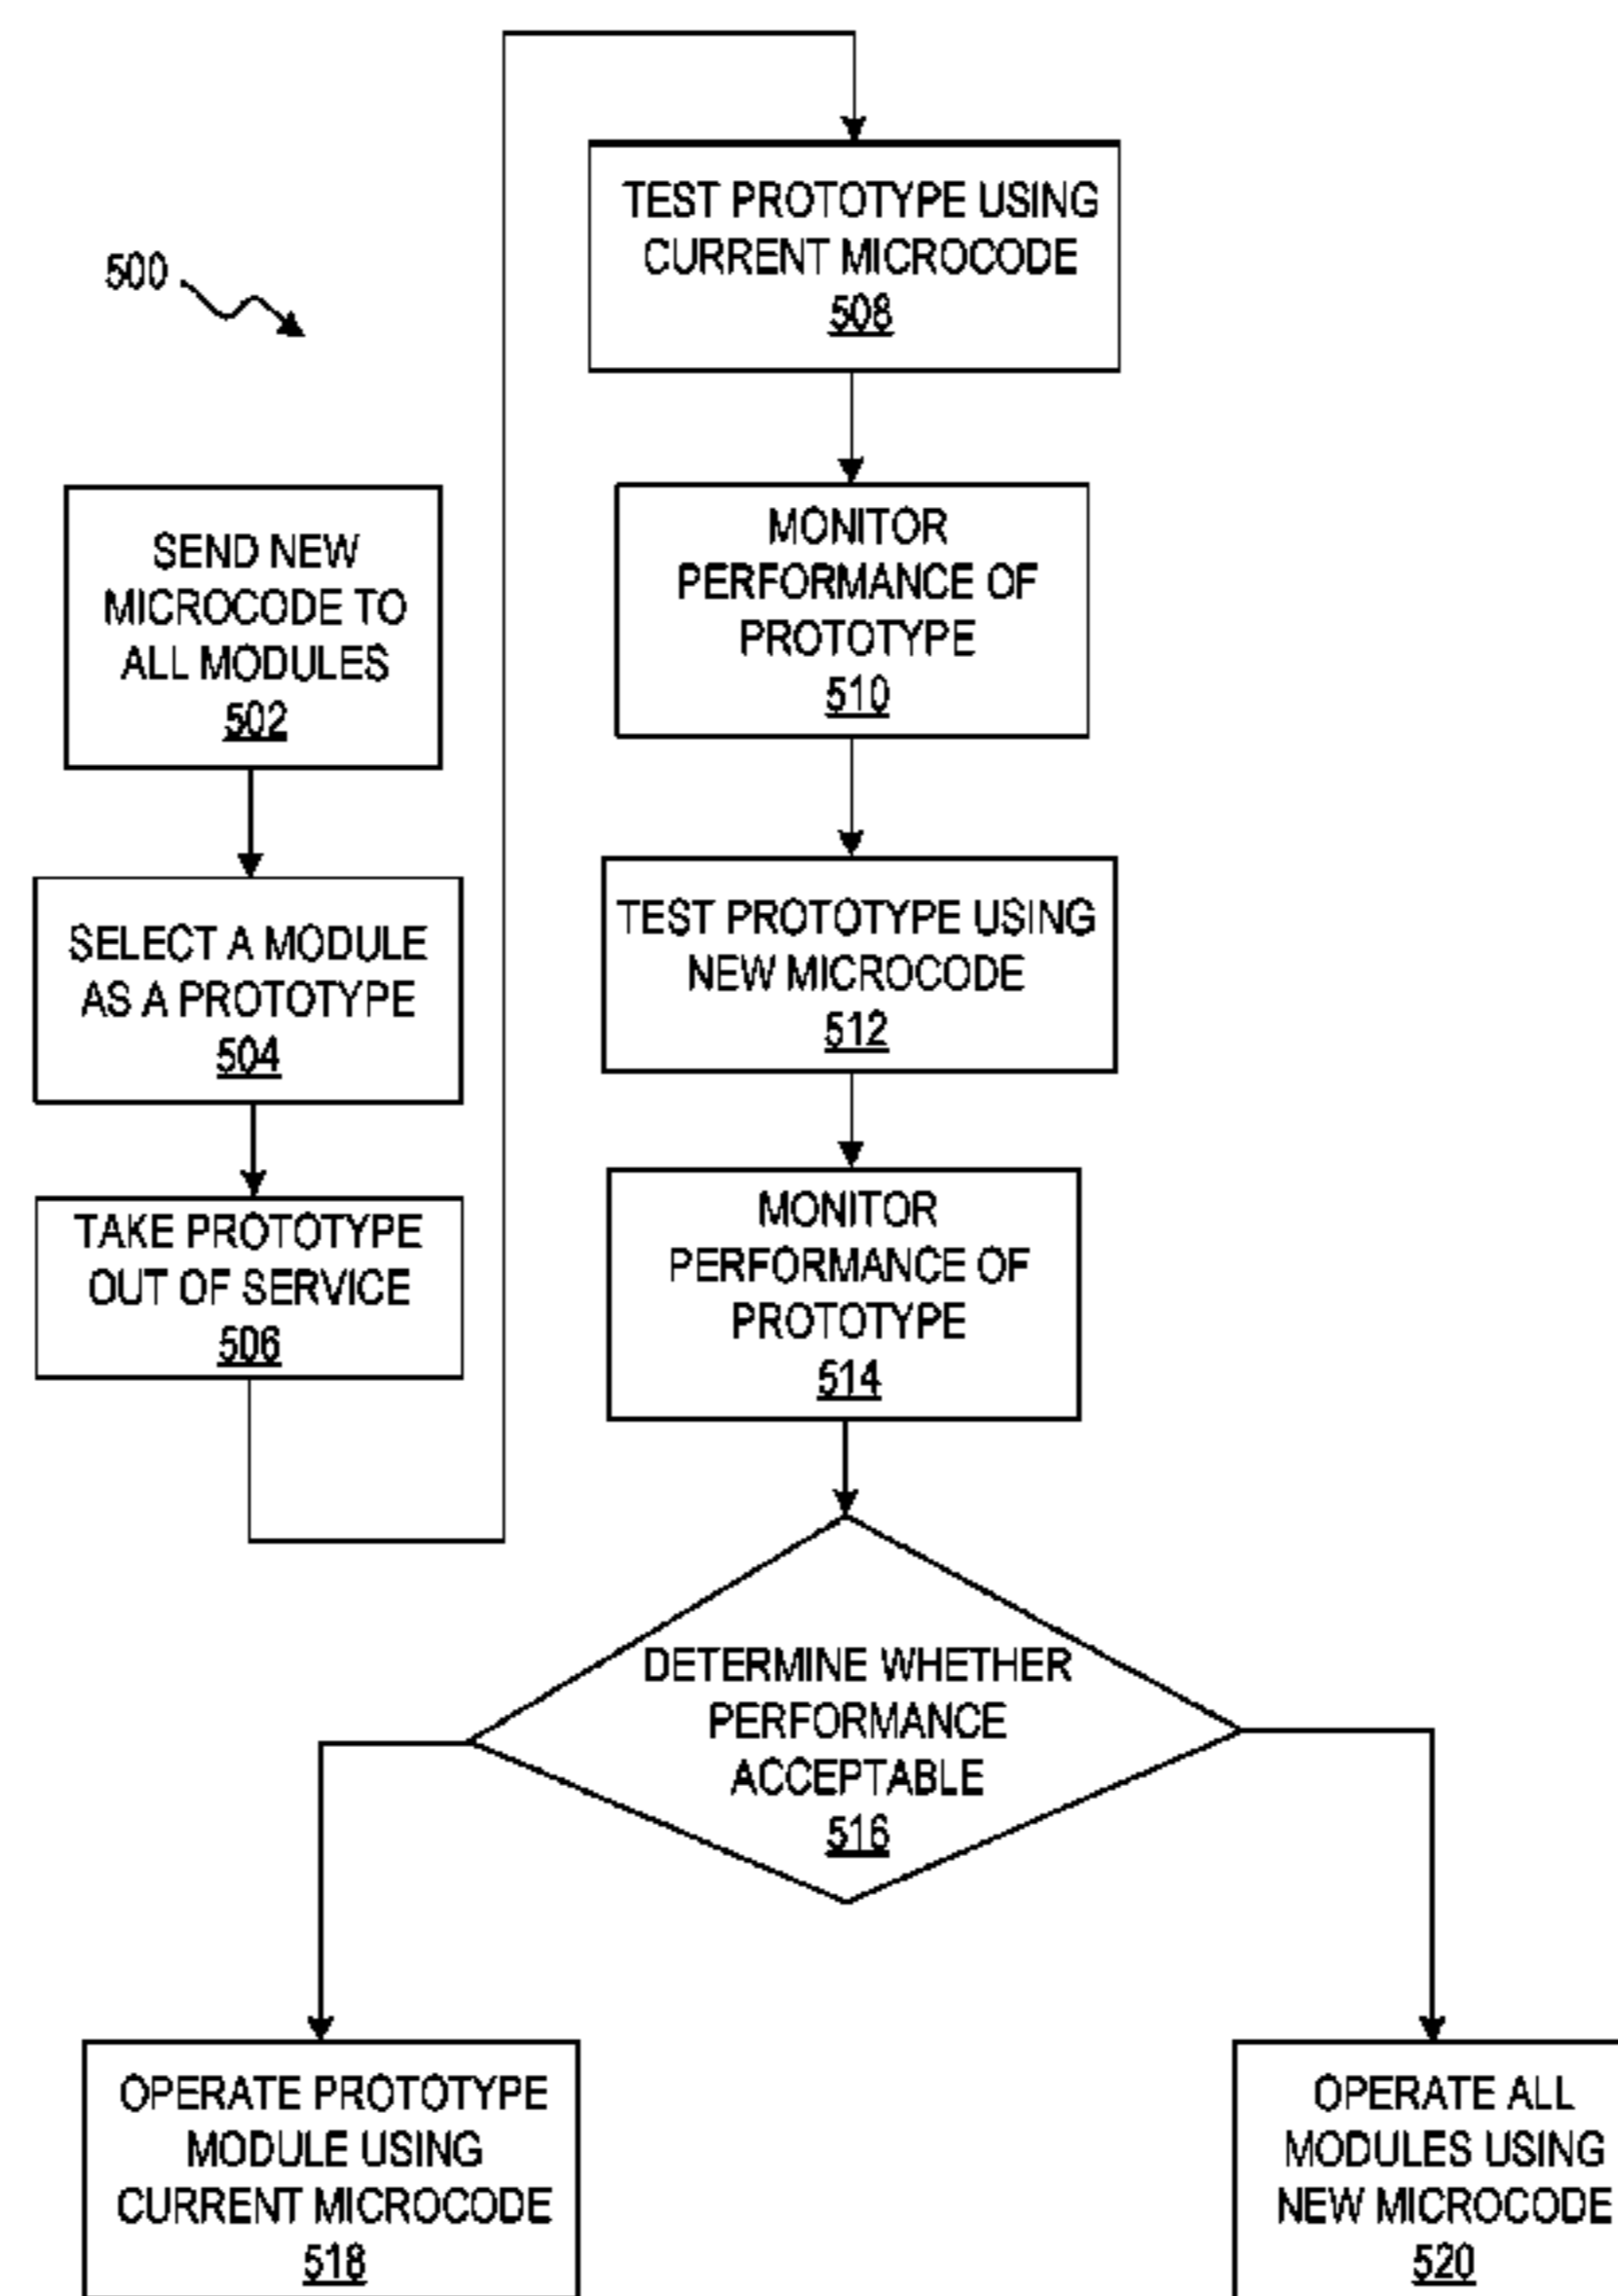 500
SEND NEW
MICROCODE TO
ALL MODULES
502
SELECT A MODULE
AS A PROTOTYPE
504
TAKE PROTOTYPE
OUT OF SERVICE
506
TEST PROTOTYPE USING
CURRENT MICROCODE
508
MONITOR
PERFORMANCE OF
PROTOTYPE
510
TEST PROTOTYPE USING
NEW MICROCODE
512
MONITOR
PERFORMANCE OF
PROTOTYPE
514
DETERMINE WHETHER
PERFORMANCE
ACCEPTABLE
516
OPERATE PROTOTYPE
MODULE USING
CURRENT MICROCODE
518
OPERATE ALL
MODULES USING
NEW MICROCODE
520